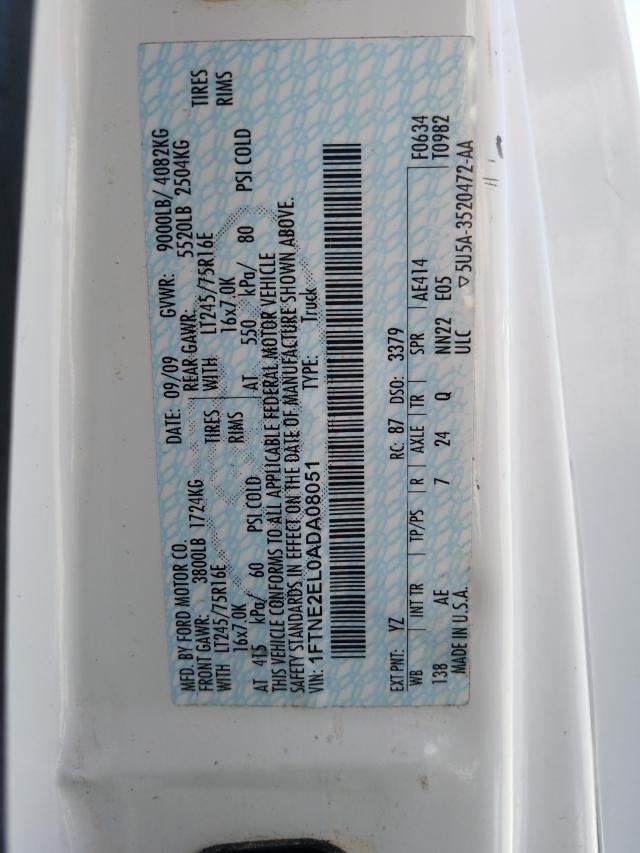 MFD. BY FORD MOTOR CO. DATE: 09/09 GVWR: 9000LB/ 4082KG
FRONT GAWR: 3800LB 1724KG REAR GAWR: 5520LB 2504KG
WITH LT245/75R16E TIRES WITH LT245/75R16E TIRES
16x7.0K RIMS 16x7.0K RIMS
AT 415 kPa/ 60 PSI COLD AT 550 kPa/ 80 PSI COLD
THIS VEHICLE CONFORMS TO ALL APPLICABLE FEDERAL MOTOR VEHICLE
SAFETY STANDARDS IN EFFECT ON THE DATE OF MANUFACTURE SHOWN ABOVE.
VIN: 1FTNE2EL0ADA08051 TYPE: Truck
F0634
T0982
EXT PNT: YZ RC: 87 DSO: 3379
WB INT TR TP/PS R AXLE TR SPR AE414
138 AE 7 24 Q NN22 E05
MADE IN U.S.A. ULC ▽5U5A-3520472-AA